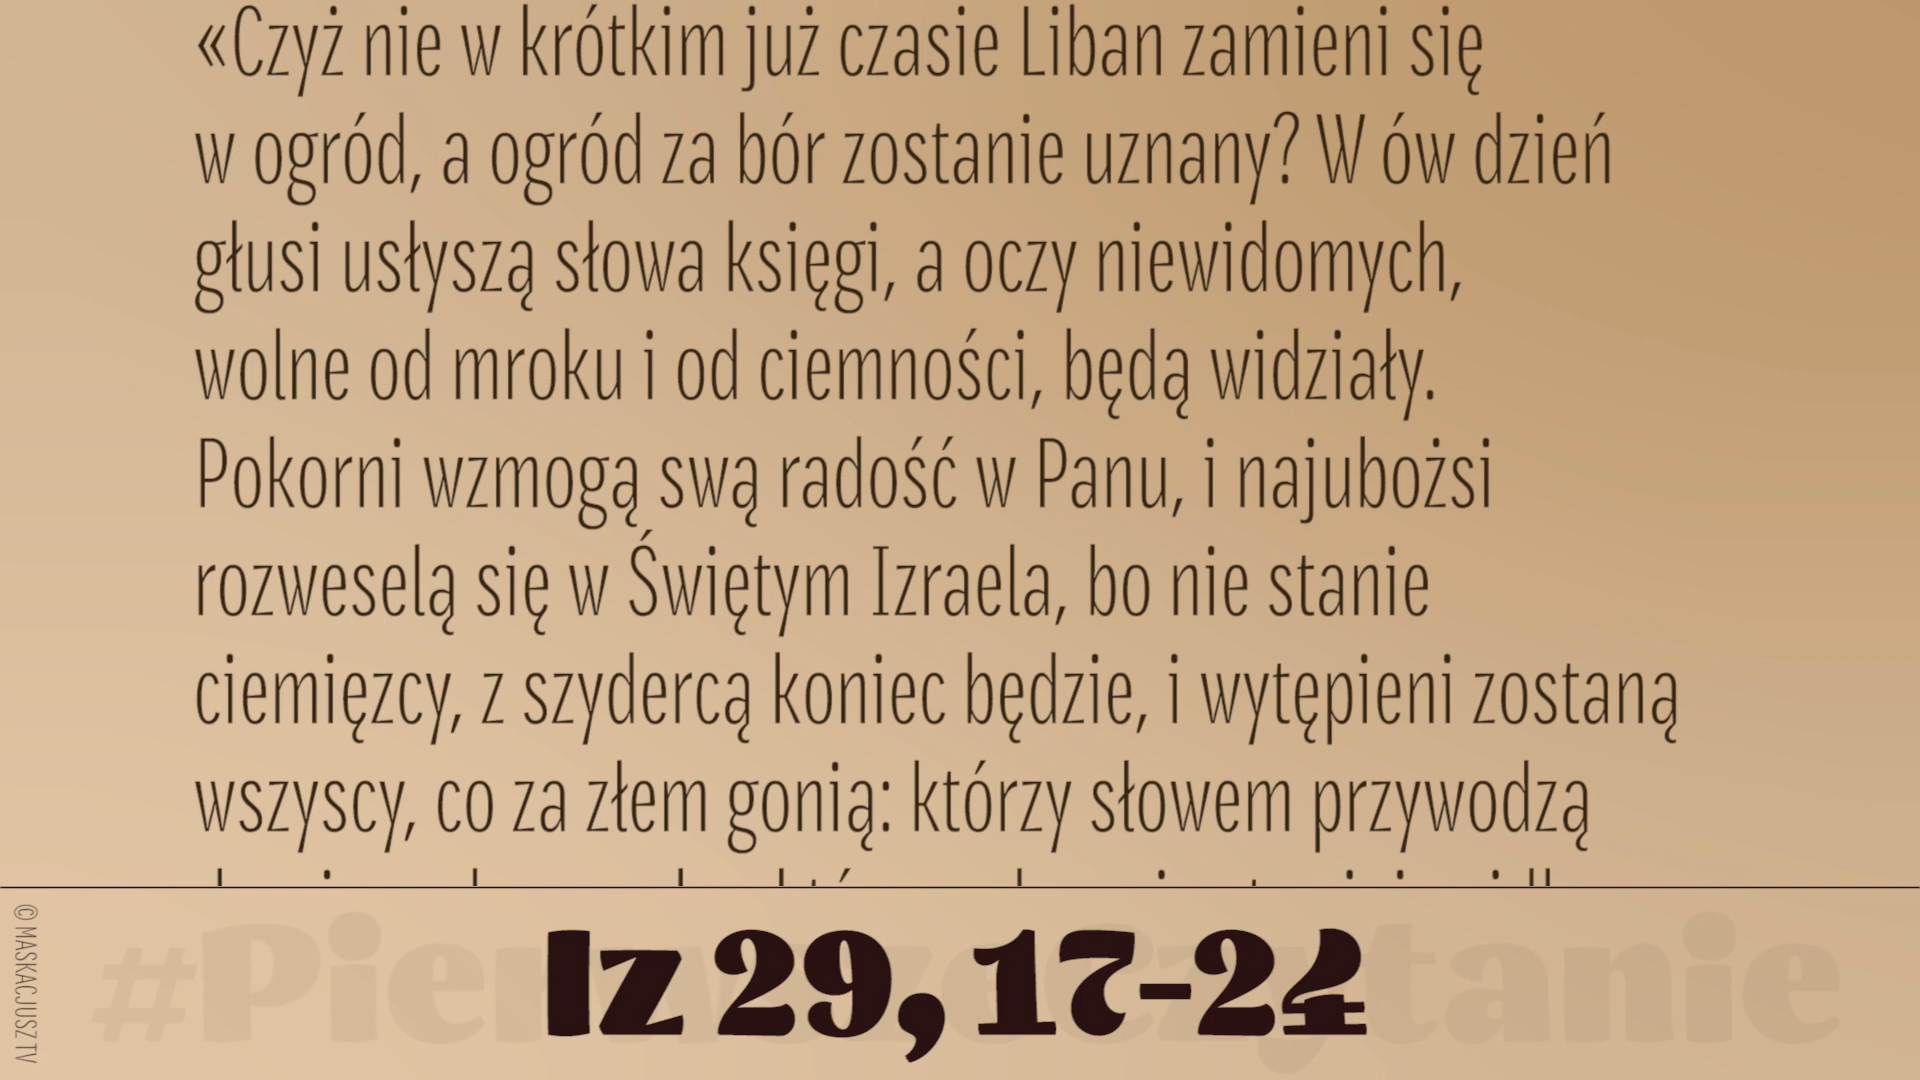 «Czyż nie w krótkim już czasie Liban zamieni się
w ogród, a ogród za bór zostanie uznany? W ów dzień
głusi usłyszą słowa księgi, a oczy niewidomych,
wolne od mroku i od ciemności, będą widziały.
Pokorni wzmogą swą radość w Panu, i najubożsi
rozweselą się w Świętym Izraela, bo nie stanie
ciemięzcy, z szydercą koniec będzie, i wytępieni zostaną
wszyscy, co za złem gonią: którzy słowem przywodzą
#PierwszeCzytanie
Iz 29, 17-24
© MASKACJUSZ TV